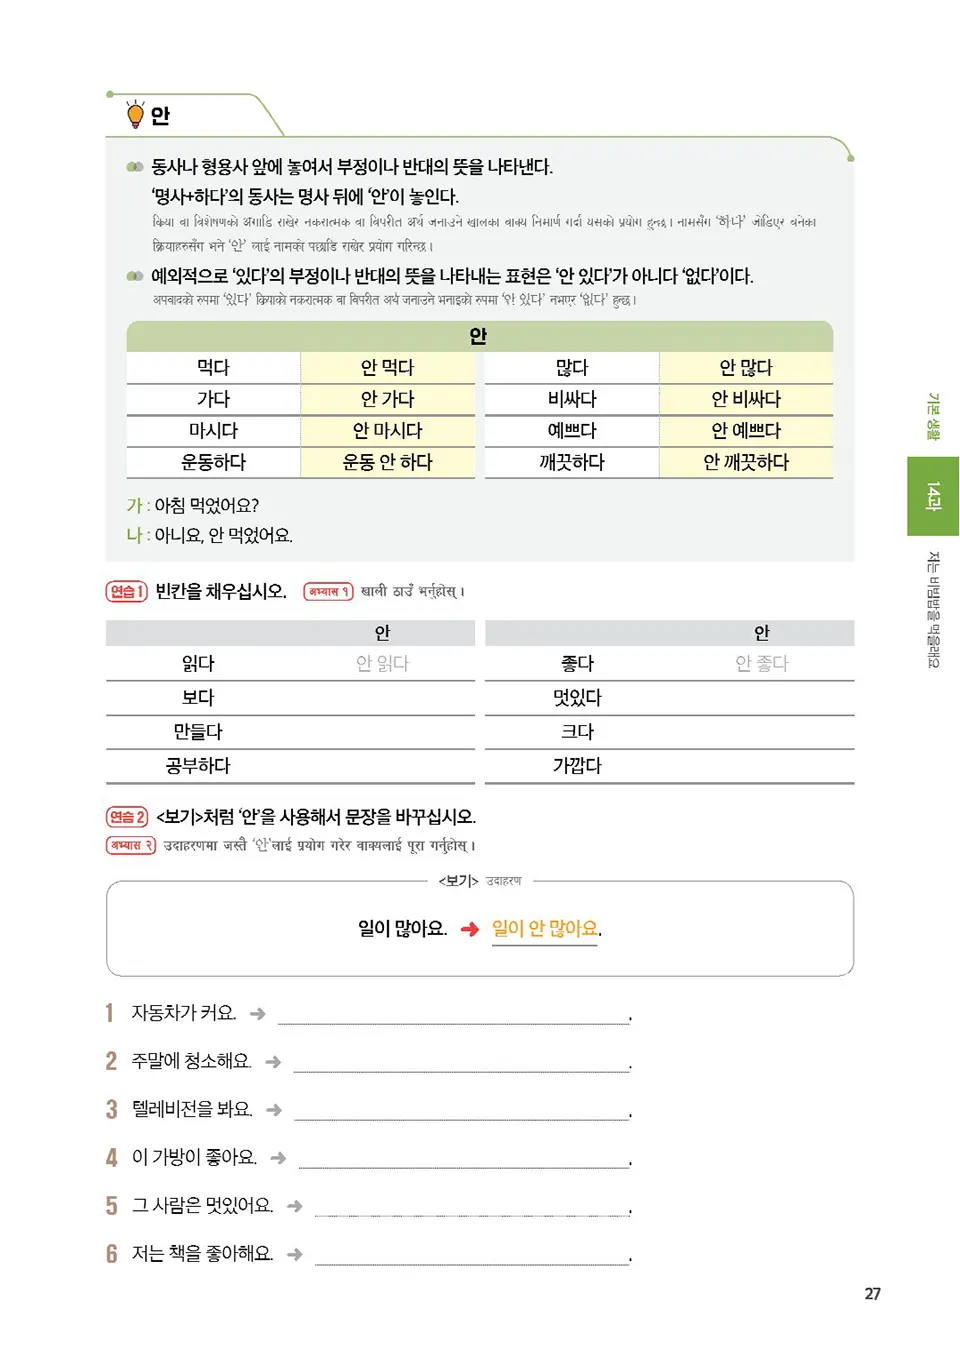 안
동사나 형용사 앞에 놓여서 부정이나 반대의 뜻을 나타낸다.
‘명사+하다’의 동사는 명사 뒤에 ‘안’이 놓인다.
क्रिया वा विशेषणको अगाडि राखेर नकरात्मक वा विपरीत अर्थ जनाउने खालका वाक्य निर्माण गर्दा यसको प्रयोग हुन्छ। नामसँग ‘하다’ जोडिएर बनेका
क्रियाहरुसँग भने ‘안’ लाई नामको पछाडि राखेर प्रयोग गरिन्छ।
예외적으로 ‘있다’의 부정이나 반대의 뜻을 나타내는 표현은 ‘안 있다’가 아니다 ‘없다’이다.
अपवादको रुपमा ‘있다’ क्रियाको नकरात्मक वा विपरीत अर्थ जनाउने भनाइको रुपमा ‘안 있다’ नभएर ‘없다’ हुन्छ।
안
먹다 안 먹다 많다 안 많다
가다 안 가다 비싸다 안 비싸다
마시다 안 마시다 예쁘다 안 예쁘다
운동하다 운동 안 하다 깨끗하다 안 깨끗하다
가 : 아침 먹었어요?
나 : 아니요, 안 먹었어요.
연습 1 빈칸을 채우십시오. अभ्यास १ खाली ठाउँ भर्नुहोस्।
안 안
읽다 안 읽다 좋다 안 좋다
보다 멋있다
만들다 크다
공부하다 가깝다
연습 2 <보기>처럼 ‘안’을 사용해서 문장을 바꾸십시오.
अभ्यास २ उदाहरणमा जस्तै ‘안’लाई प्रयोग गरेर वाक्यलाई पूरा गर्नुहोस्।
<보기> उदाहरण
일이 많아요. ➜ 일이 안 많아요.
1 자동차가 커요. ➜ .
2 주말에 청소해요. ➜ .
3 텔레비전을 봐요. ➜ .
4 이 가방이 좋아요. ➜ .
5 그 사람은 멋있어요. ➜ .
6 저는 책을 좋아해요. ➜ .
기본 생활
14과
저는 비빔밥을 먹을래요
27